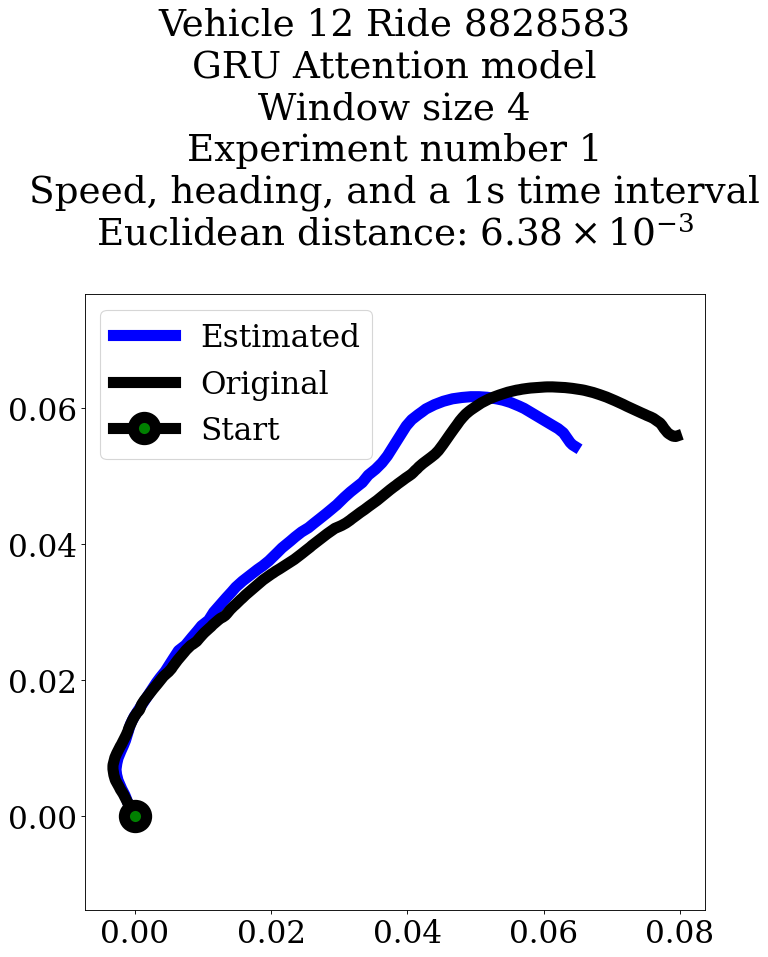 Vehicle 12 Ride 8828583
GRU Attention model
Window size 4
Experiment number 1
Speed, heading, and a 1s time interval
Euclidean distance: 6.38 × 10⁻³
Estimated
Original
Start
0.06
0.04
0.02
0.00
0.00 0.02 0.04 0.06 0.08